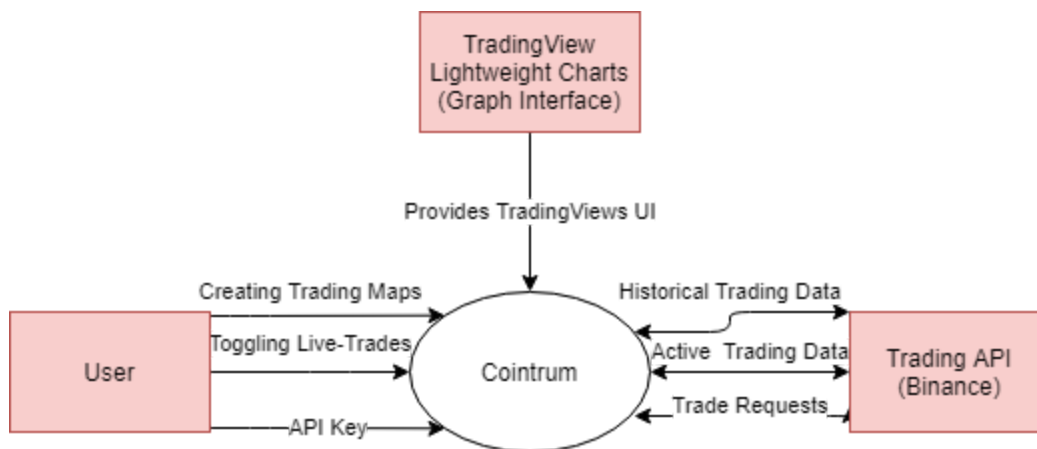 TradingView
Lightweight Charts
(Graph Interface)
Provides TradingViews UI
Creating Trading Maps
Historical Trading Data
Toggling Live-Trades
Active Trading Data
User
Cointrum
Trading API
(Binance)
Trade Requests
API Key